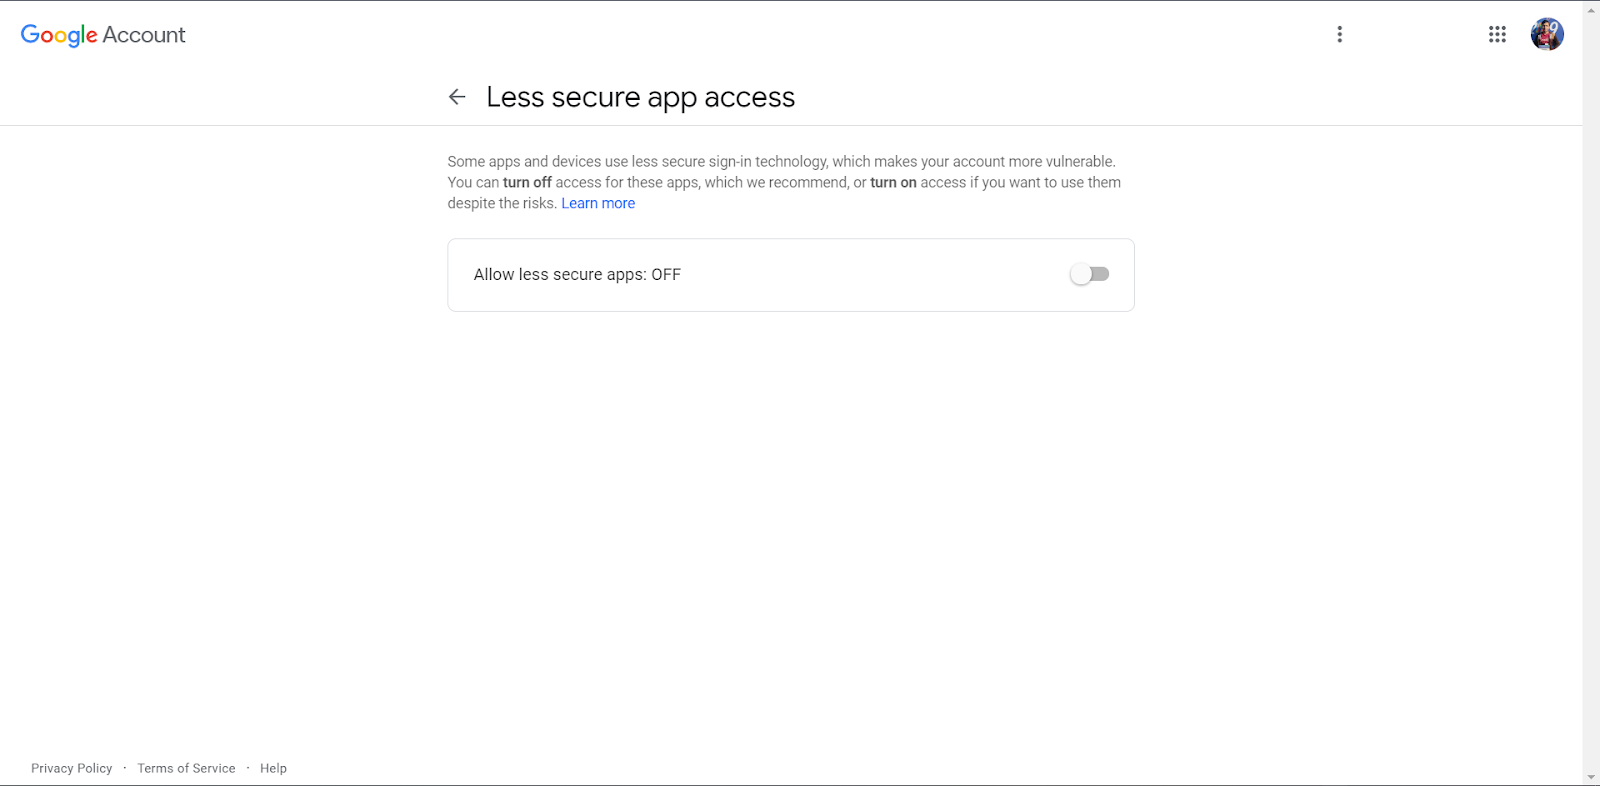 Google Account
Less secure app access
Some apps and devices use less secure sign-in technology, which makes your account more vulnerable.
You can turn off access for these apps, which we recommend, or turn on access if you want to use them
despite the risks. Learn more
Allow less secure apps: OFF
Privacy Policy · Terms of Service · Help